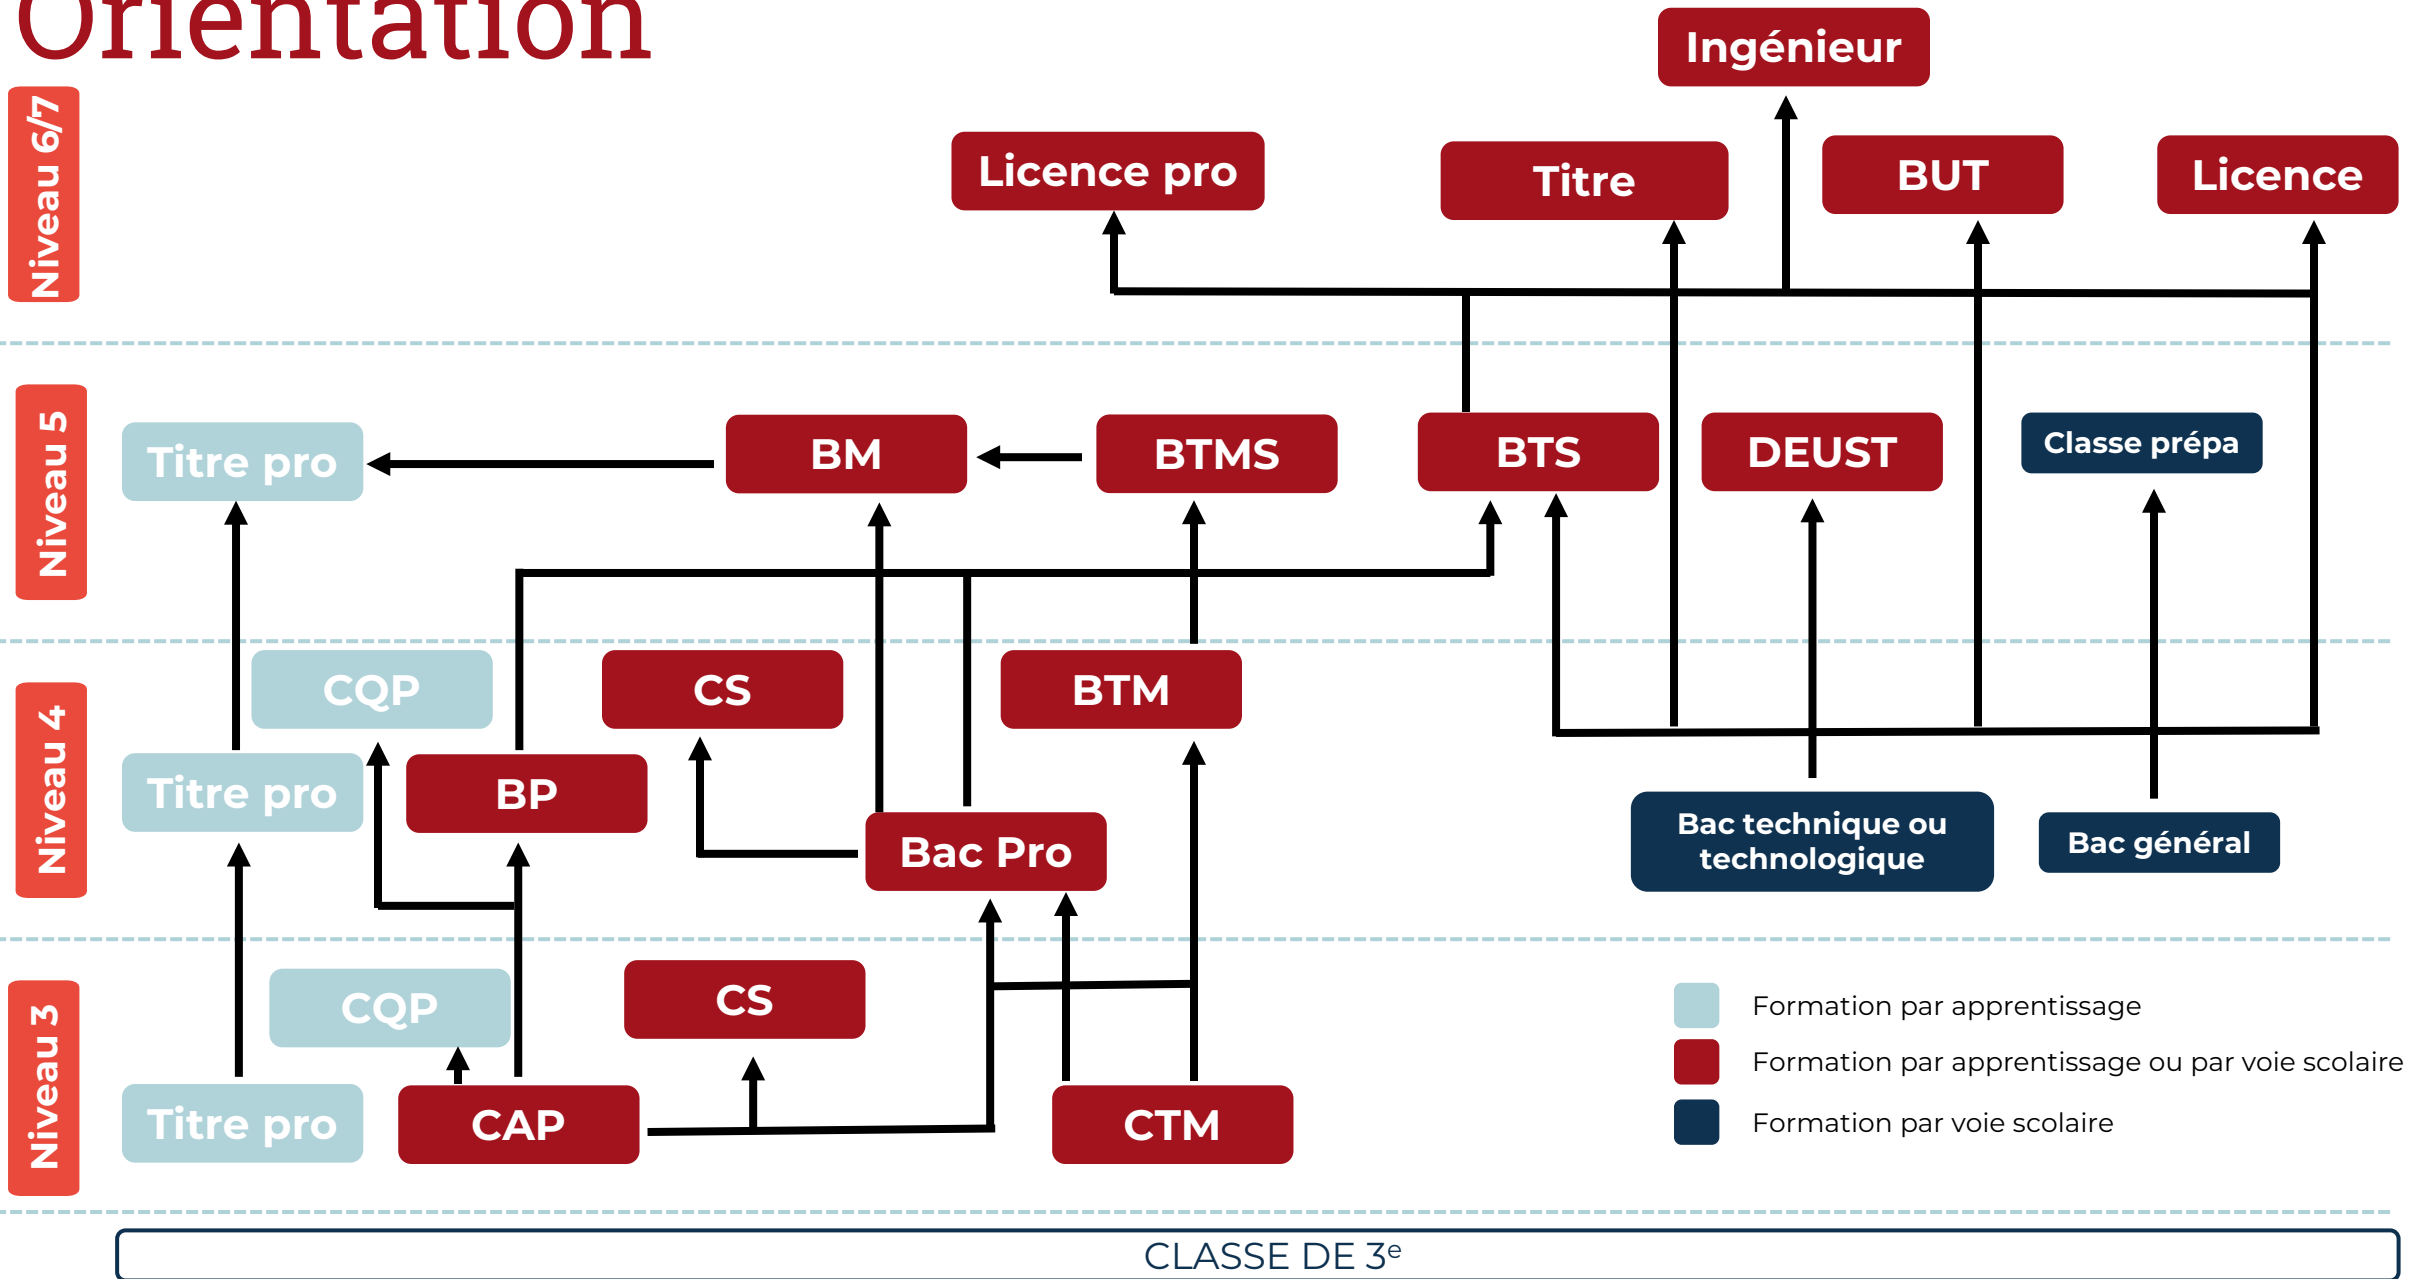 Orientation
Niveau 6/7
Ingénieur
Licence pro
Titre
BUT
Licence
Niveau 5
Titre pro
BM
BTMS
BTS
DEUST
Classe prépa
Niveau 4
CQP
CS
BTM
Titre pro
BP
Bac Pro
Bac technique ou
technologique
Bac général
Niveau 3
CQP
CS
Titre pro
CAP
CTM
Formation par apprentissage
Formation par apprentissage ou par voie scolaire
Formation par voie scolaire
CLASSE DE 3ᵉ